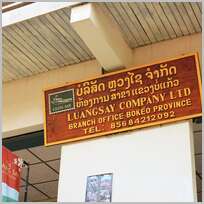 ບໍລິສັດ ຫຼວງໄຊ ຈຳກັດ
ຫ້ອງການ ສາຂາແຂວງບໍ່ແກ້ວ
LUANGSAY COMPANY LTD
BRANCH OFFICE: BOKEO PROVINCE
TEL: 85684212092